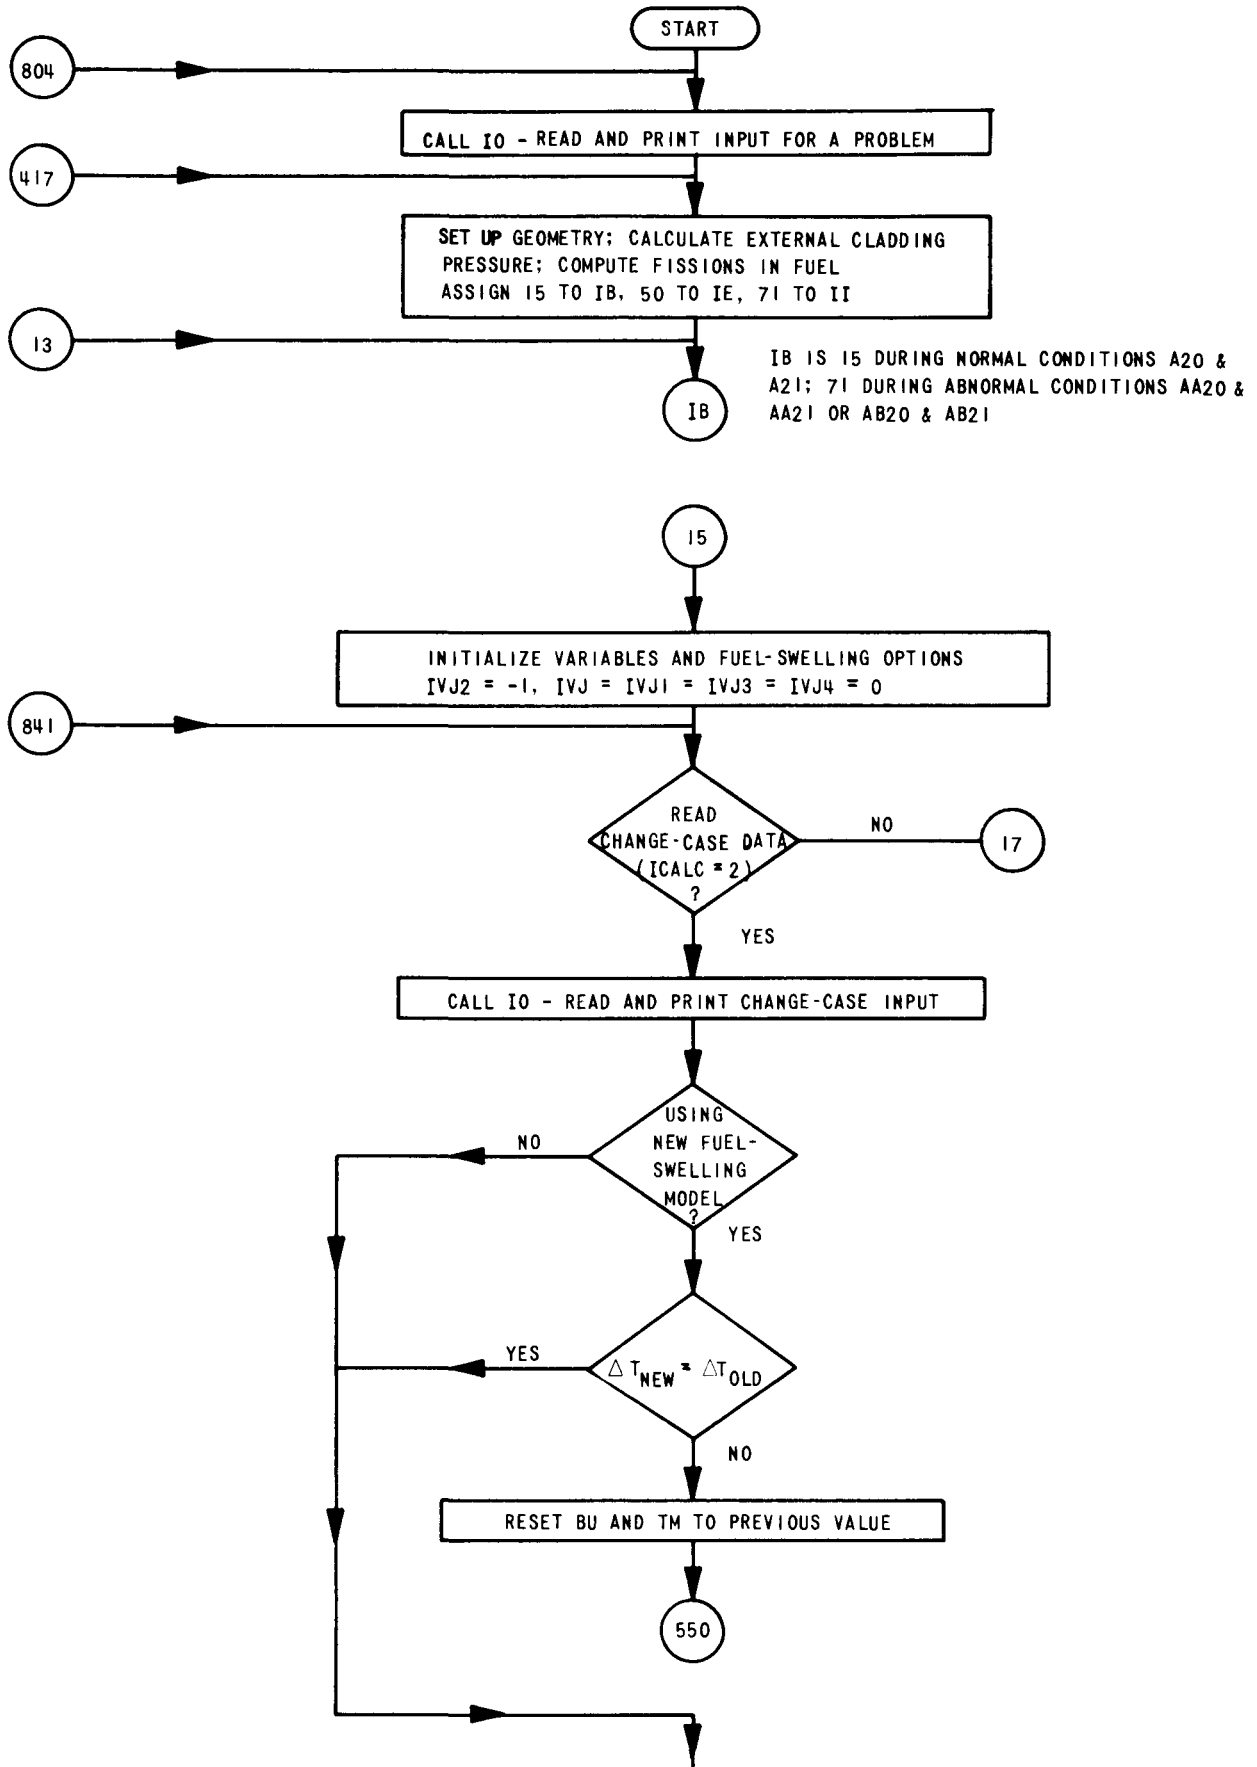 START
804
CALL IO - READ AND PRINT INPUT FOR A PROBLEM
417
SET UP GEOMETRY; CALCULATE EXTERNAL CLADDING
PRESSURE; COMPUTE FISSIONS IN FUEL
ASSIGN 15 TO IB, 50 TO IE, 71 TO II
13
IB
IB IS 15 DURING NORMAL CONDITIONS A20 &
A21; 71 DURING ABNORMAL CONDITIONS AA20 &
AA21 OR AB20 & AB21
15
INITIALIZE VARIABLES AND FUEL-SWELLING OPTIONS
IVJ2 = -1, IVJ = IVJ1 = IVJ3 = IVJ4 = 0
841
READ
CHANGE-CASE DATA
(ICALC = 2)
?
NO
17
YES
CALL IO - READ AND PRINT CHANGE-CASE INPUT
USING
NEW FUEL-
SWELLING
MODEL
?
NO
YES
ΔT NEW = ΔT OLD
YES
NO
RESET BU AND TM TO PREVIOUS VALUE
550